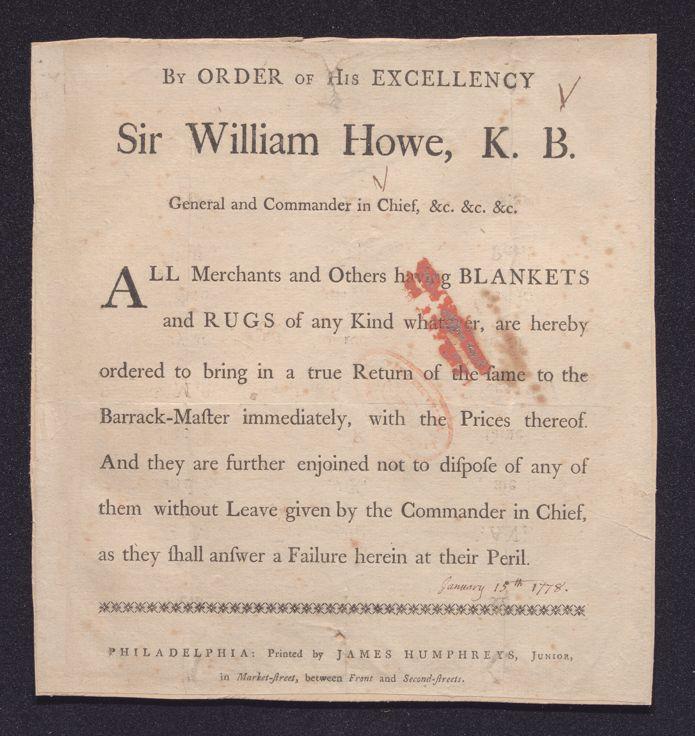 By ORDER of His EXCELLENCY
Sir William Howe, K. B.
General and Commander in Chief, &c. &c. &c.
ALL Merchants and Others having BLANKETS
and RUGS of any Kind whatever, are hereby
ordered to bring in a true Return of the ſame to the
Barrack-Maſter immediately, with the Prices thereof.
And they are further enjoined not to diſpoſe of any of
them without Leave given by the Commander in Chief,
as they ſhall anſwer a Failure herein at their Peril.
January 15th 1778.
PHILADELPHIA: Printed by JAMES HUMPHREYS, Junior,
in Market-ſtreet, between Front and Second-ſtreets.